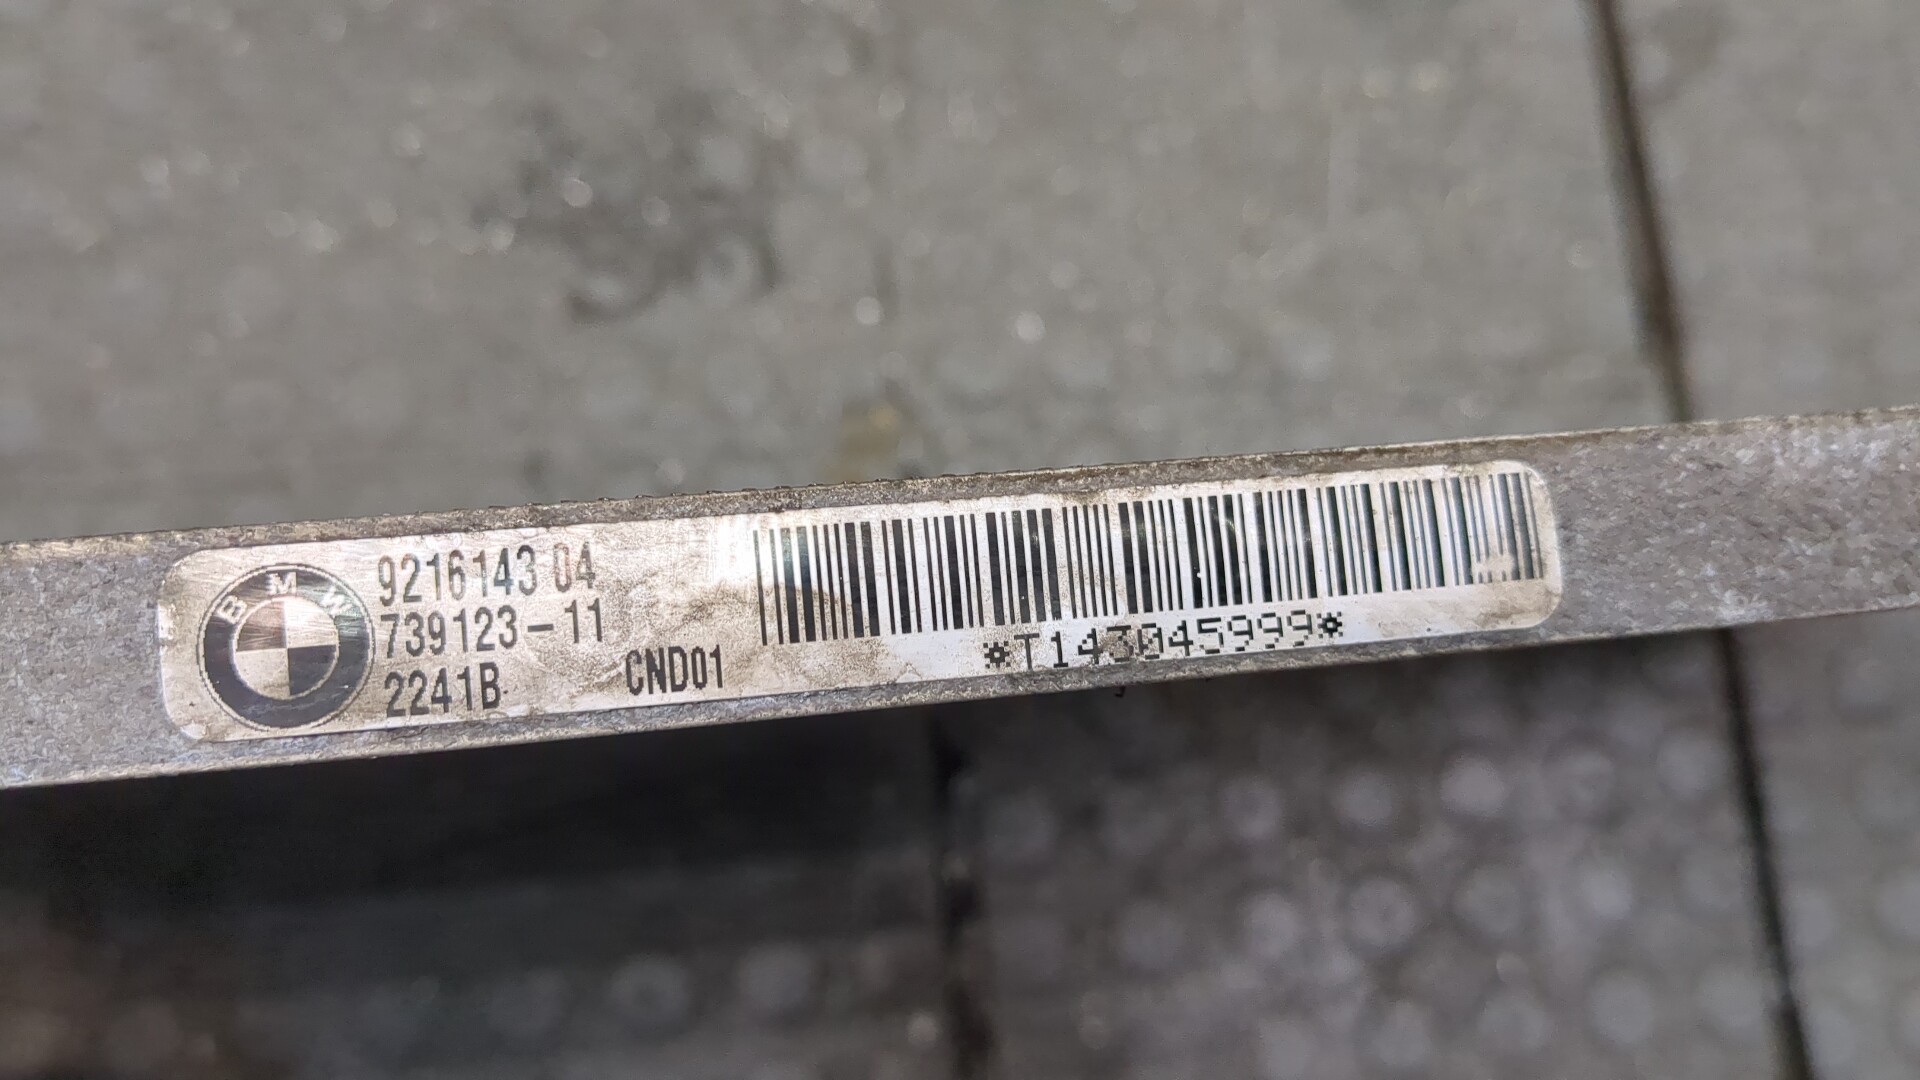 BMW
9216143 04
739123-11
2241B CND01
*T143045999*